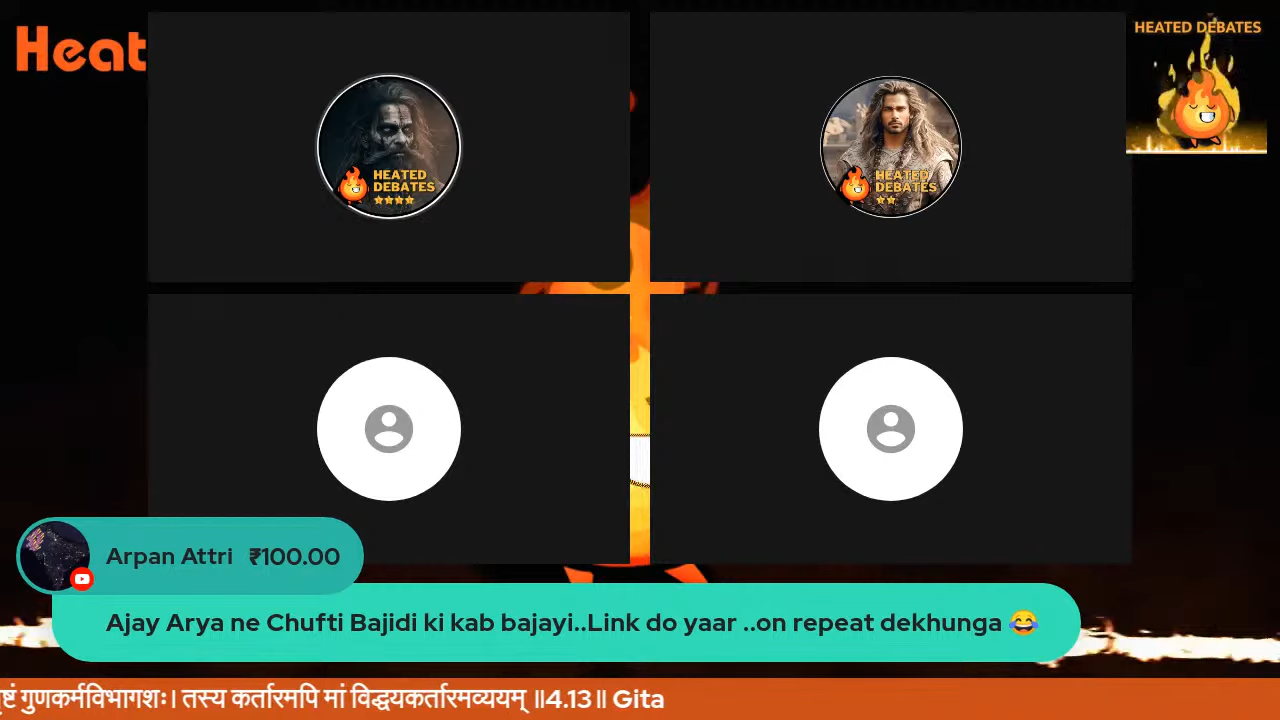 Heat
HEATED DEBATES
HEATED
DEBATES
HEATED
DEBATES
Arpan Attri ₹100.00
Ajay Arya ne Chufti Bajidi ki kab bajayi..Link do yaar ..on repeat dekhunga 😂
गुणकर्मविभागशः। तस्य कर्तारमपि मां विद्ध्यकर्तारमव्ययम् ॥4.13॥ Gita